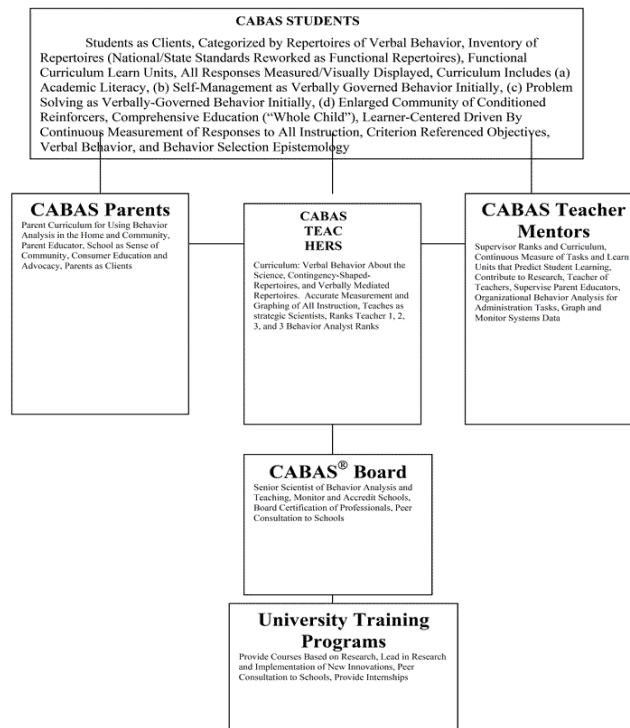 CABAS STUDENTS
Students as Clients, Categorized by Repertoires of Verbal Behavior, Inventory of
Repertoires (National/State Standards Reworked as Functional Repertoires), Functional
Curriculum Learn Units, All Responses Measured/Visually Displayed, Curriculum Includes (a)
Academic Literacy, (b) Self-Management as Verbally Governed Behavior Initially, (c) Problem
Solving as Verbally-Governed Behavior Initially, (d) Enlarged Community of Conditioned
Reinforcers, Comprehensive Education (“Whole Child”), Learner-Centered Driven By
Continuous Measurement of Responses to All Instruction, Criterion Referenced Objectives,
Verbal Behavior, and Behavior Selection Epistemology
CABAS Parents
Parent Curriculum for Using Behavior
Analysis in the Home and Community,
Parent Educator, School as Sense of
Community, Consumer Education and
Advocacy, Parents as Clients
CABAS
TEAC
HERS
Curriculum: Verbal Behavior About the
Science, Contingency-Shaped-
Repertoires, and Verbally Mediated
Repertoires. Accurate Measurement and
Graphing of All Instruction, Teaches as
strategic Scientists, Ranks Teacher 1, 2,
3, and 3 Behavior Analyst Ranks
CABAS Teacher
Mentors
Supervisor Ranks and Curriculum,
Continuous Measure of Tasks and Learn
Units that Predict Student Learning,
Contribute to Research, Teacher of
Teachers, Supervise Parent Educators,
Organizational Behavior Analysis for
Administration Tasks, Graph and
Monitor Systems Data
CABAS® Board
Senior Scientist of Behavior Analysis and
Teaching, Monitor and Accredit Schools,
Board Certification of Professionals, Peer
Consultation to Schools
University Training
Programs
Provide Courses Based on Research, Lead in Research
and Implementation of New Innovations, Peer
Consultation to Schools, Provide Internships